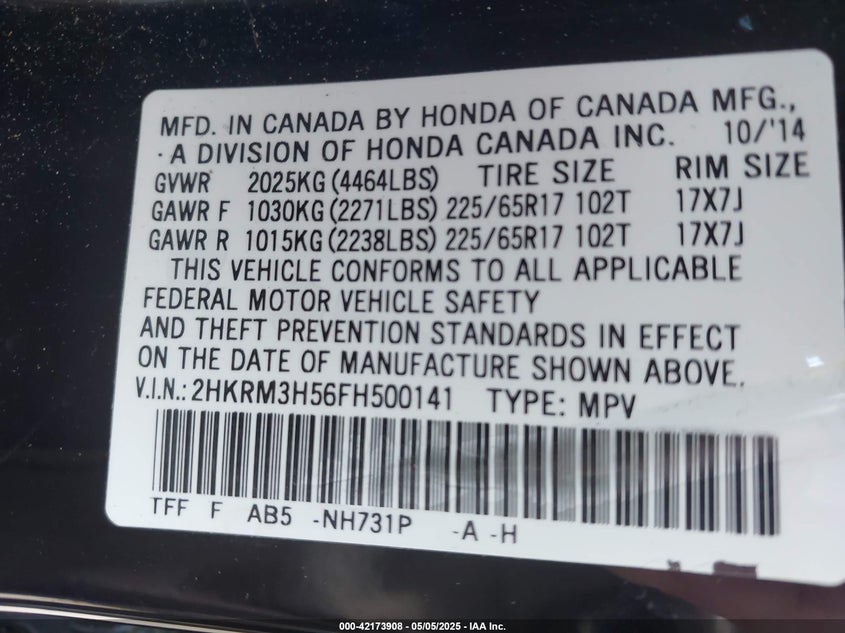 MFD. IN CANADA BY HONDA OF CANADA MFG.,
· A DIVISION OF HONDA CANADA INC. 10/'14
GVWR 2025KG (4464LBS) TIRE SIZE RIM SIZE
GAWR F 1030KG (2271LBS) 225/65R17 102T 17X7J
GAWR R 1015KG (2238LBS) 225/65R17 102T 17X7J
THIS VEHICLE CONFORMS TO ALL APPLICABLE
FEDERAL MOTOR VEHICLE SAFETY
AND THEFT PREVENTION STANDARDS IN EFFECT
ON THE DATE OF MANUFACTURE SHOWN ABOVE.
V.I.N.: 2HKRM3H56FH500141 TYPE: MPV
TFF F AB5 -NH731P -A -H
000-42173908 - 05/05/2025 - IAA Inc.